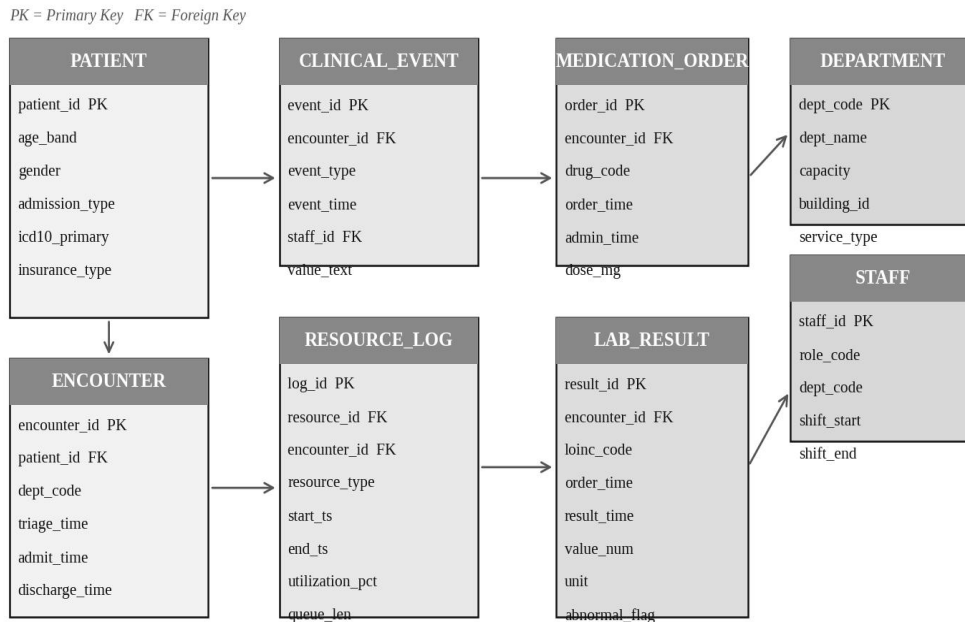 PK = Primary Key   FK = Foreign Key
PATIENT
patient_id PK
age_band
gender
admission_type
icd10_primary
insurance_type
CLINICAL_EVENT
event_id PK
encounter_id FK
event_type
event_time
staff_id FK
value_text
MEDICATION_ORDER
order_id PK
encounter_id FK
drug_code
order_time
admin_time
dose_mg
DEPARTMENT
dept_code PK
dept_name
capacity
building_id
service_type
ENCOUNTER
encounter_id PK
patient_id FK
dept_code
triage_time
admit_time
discharge_time
RESOURCE_LOG
log_id PK
resource_id FK
encounter_id FK
resource_type
start_ts
end_ts
utilization_pct
queue_len
LAB_RESULT
result_id PK
encounter_id FK
loinc_code
order_time
result_time
value_num
unit
abnormal_flag
STAFF
staff_id PK
role_code
dept_code
shift_start
shift_end